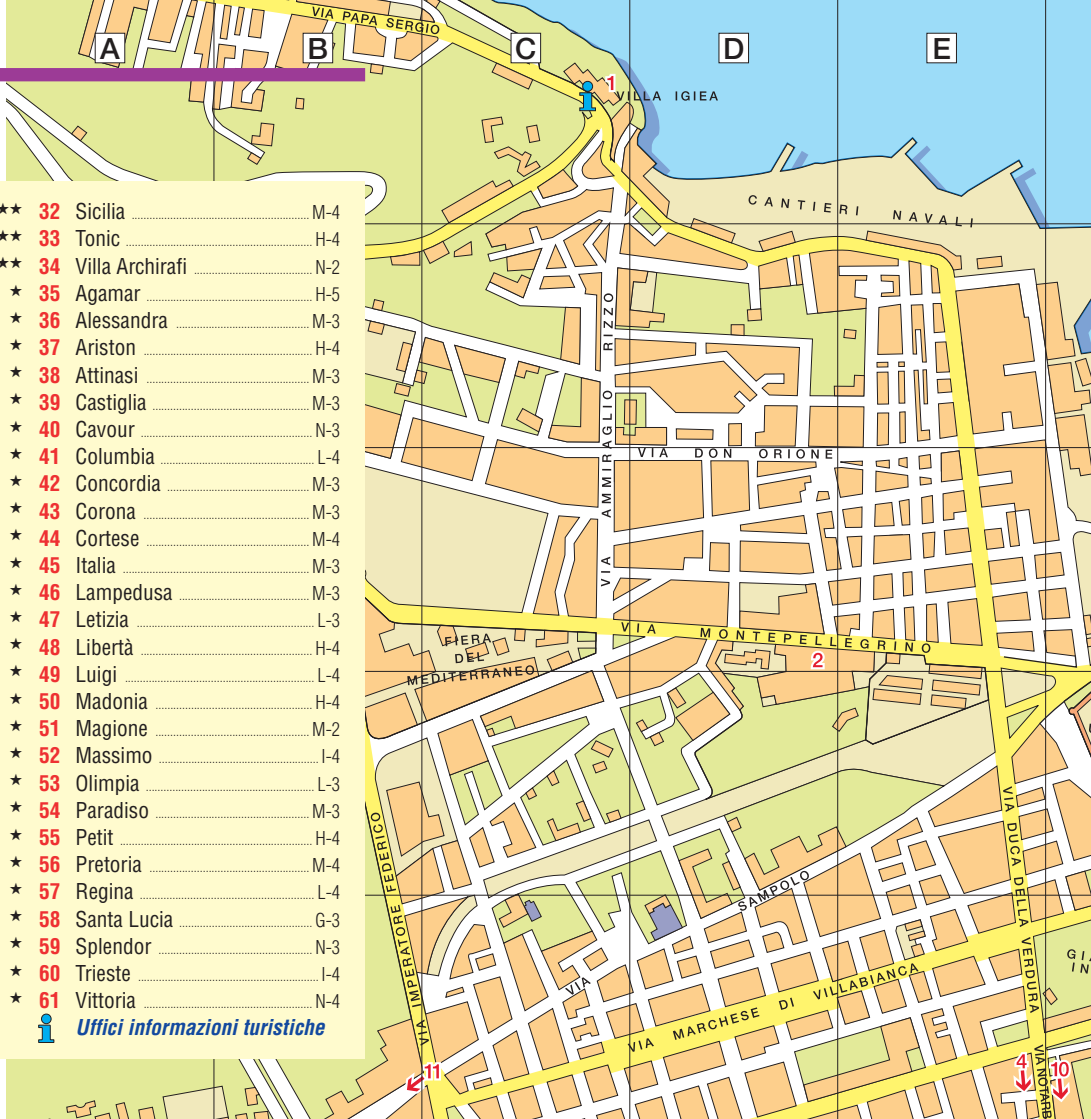 VIA PAPA SERGIO
A
B
C
D
E
1
VILLA IGIEA
CANTIERI NAVALI
★★ 32 Sicilia M-4
★★ 33 Tonic H-4
★★ 34 Villa Archirafi N-2
★ 35 Agamar H-5
★ 36 Alessandra M-3
★ 37 Ariston H-4
★ 38 Attinasi M-3
★ 39 Castiglia M-3
★ 40 Cavour N-3
★ 41 Columbia L-4
★ 42 Concordia M-3
★ 43 Corona M-3
★ 44 Cortese M-4
★ 45 Italia M-3
★ 46 Lampedusa M-3
★ 47 Letizia L-3
★ 48 Libertà H-4
★ 49 Luigi L-4
★ 50 Madonia H-4
★ 51 Magione M-2
★ 52 Massimo I-4
★ 53 Olimpia L-3
★ 54 Paradiso M-3
★ 55 Petit H-4
★ 56 Pretoria M-4
★ 57 Regina L-4
★ 58 Santa Lucia G-3
★ 59 Splendor N-3
★ 60 Trieste I-4
★ 61 Vittoria N-4
i Uffici informazioni turistiche
i
VIA AMMIRAGLIO RIZZO
VIA DON ORIONE
VIA MONTEPELLEGRINO
FIERA
DEL
MEDITERRANEO
2
VIA IMPERATORE FEDERICO
VIA SAMPOLO
VIA DUCA DELLA VERDURA
VIA MARCHESE DI VILLABIANCA
11
4
10
VIA NOTARB